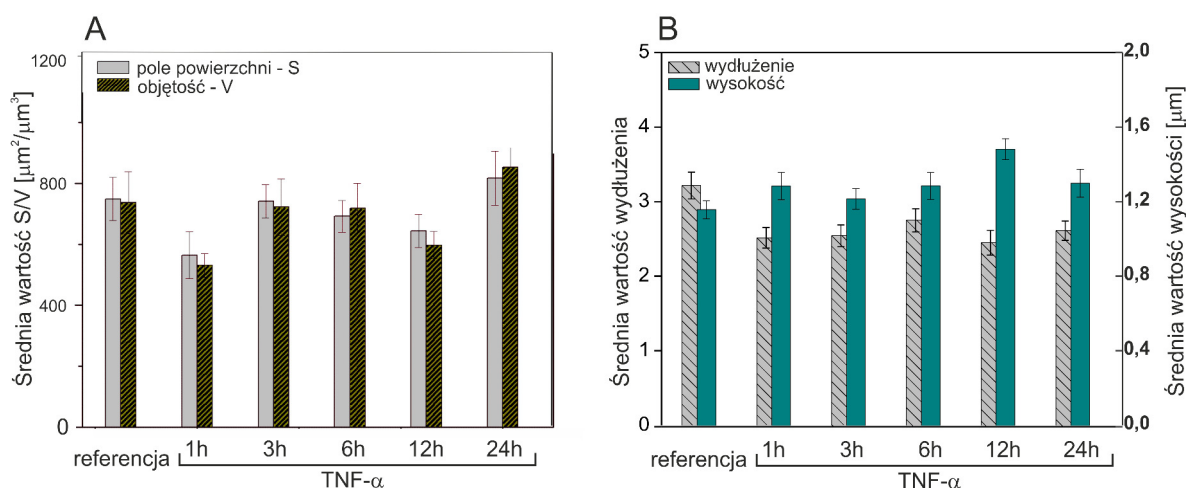 A
Średnia wartość S/V [μm²/μm³]
1200
800
400
0
pole powierzchni - S
objętość - V
referencja
1h 3h 6h 12h 24h
TNF-α
B
Średnia wartość wydłużenia
5
4
3
2
1
0
wydłużenie
wysokość
2,0
1,6
1,2
0,8
0,4
0,0
Średnia wartość wysokości [μm]
referencja
1h 3h 6h 12h 24h
TNF-α